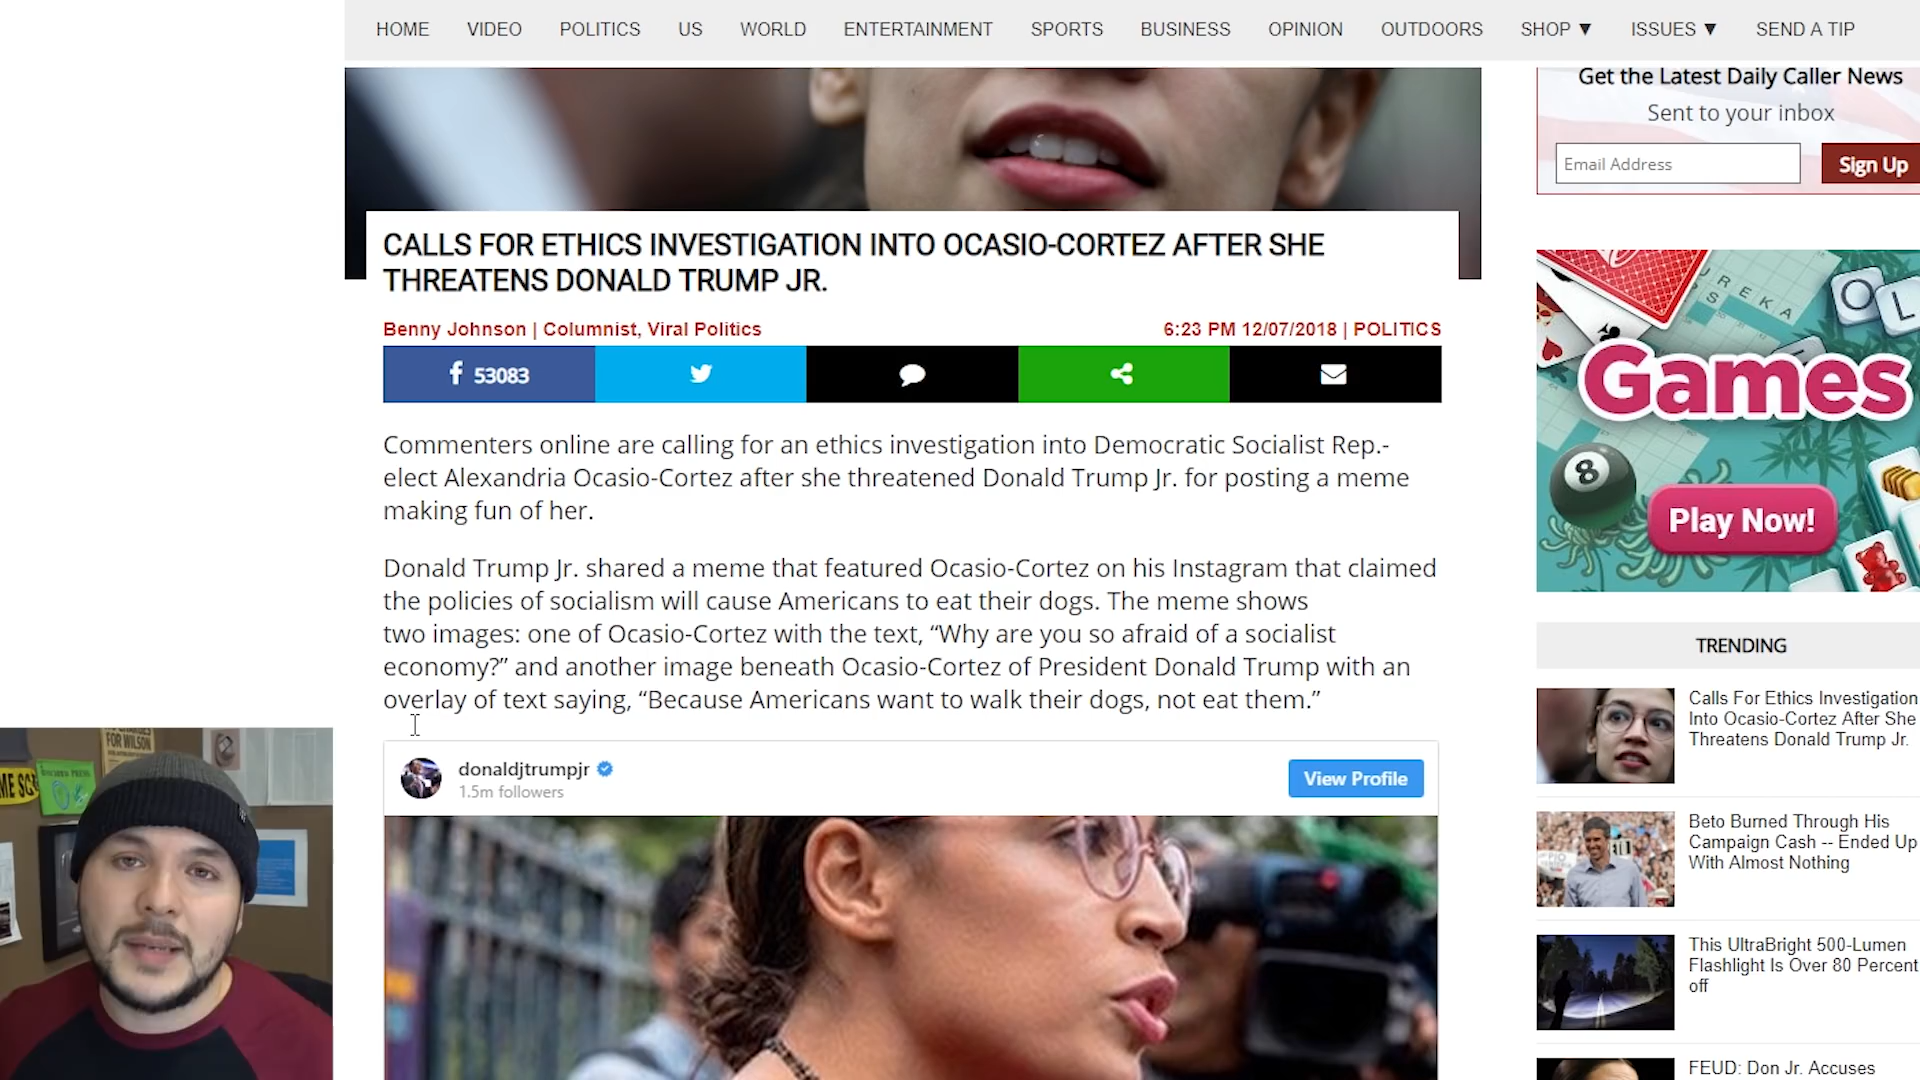 HOME VIDEO POLITICS US WORLD ENTERTAINMENT SPORTS BUSINESS OPINION OUTDOORS SHOP ▼ ISSUES ▼ SEND A TIP
CALLS FOR ETHICS INVESTIGATION INTO OCASIO-CORTEZ AFTER SHE
THREATENS DONALD TRUMP JR.
Benny Johnson | Columnist, Viral Politics
6:23 PM 12/07/2018 | POLITICS
53083
Commenters online are calling for an ethics investigation into Democratic Socialist Rep.-
elect Alexandria Ocasio-Cortez after she threatened Donald Trump Jr. for posting a meme
making fun of her.
Donald Trump Jr. shared a meme that featured Ocasio-Cortez on his Instagram that claimed
the policies of socialism will cause Americans to eat their dogs. The meme shows
two images: one of Ocasio-Cortez with the text, “Why are you so afraid of a socialist
economy?” and another image beneath Ocasio-Cortez of President Donald Trump with an
overlay of text saying, “Because Americans want to walk their dogs, not eat them.”
donaldjtrumpjr
1.5m followers
View Profile
Get the Latest Daily Caller News
Sent to your inbox
Email Address
Sign Up
EUREKA
O L
Games
8
Play Now!
TRENDING
Calls For Ethics Investigation
Into Ocasio-Cortez After She
Threatens Donald Trump Jr.
Beto Burned Through His
Campaign Cash -- Ended Up
With Almost Nothing
This UltraBright 500-Lumen
Flashlight Is Over 80 Percent
off
FEUD: Don Jr. Accuses
FOR WILSON